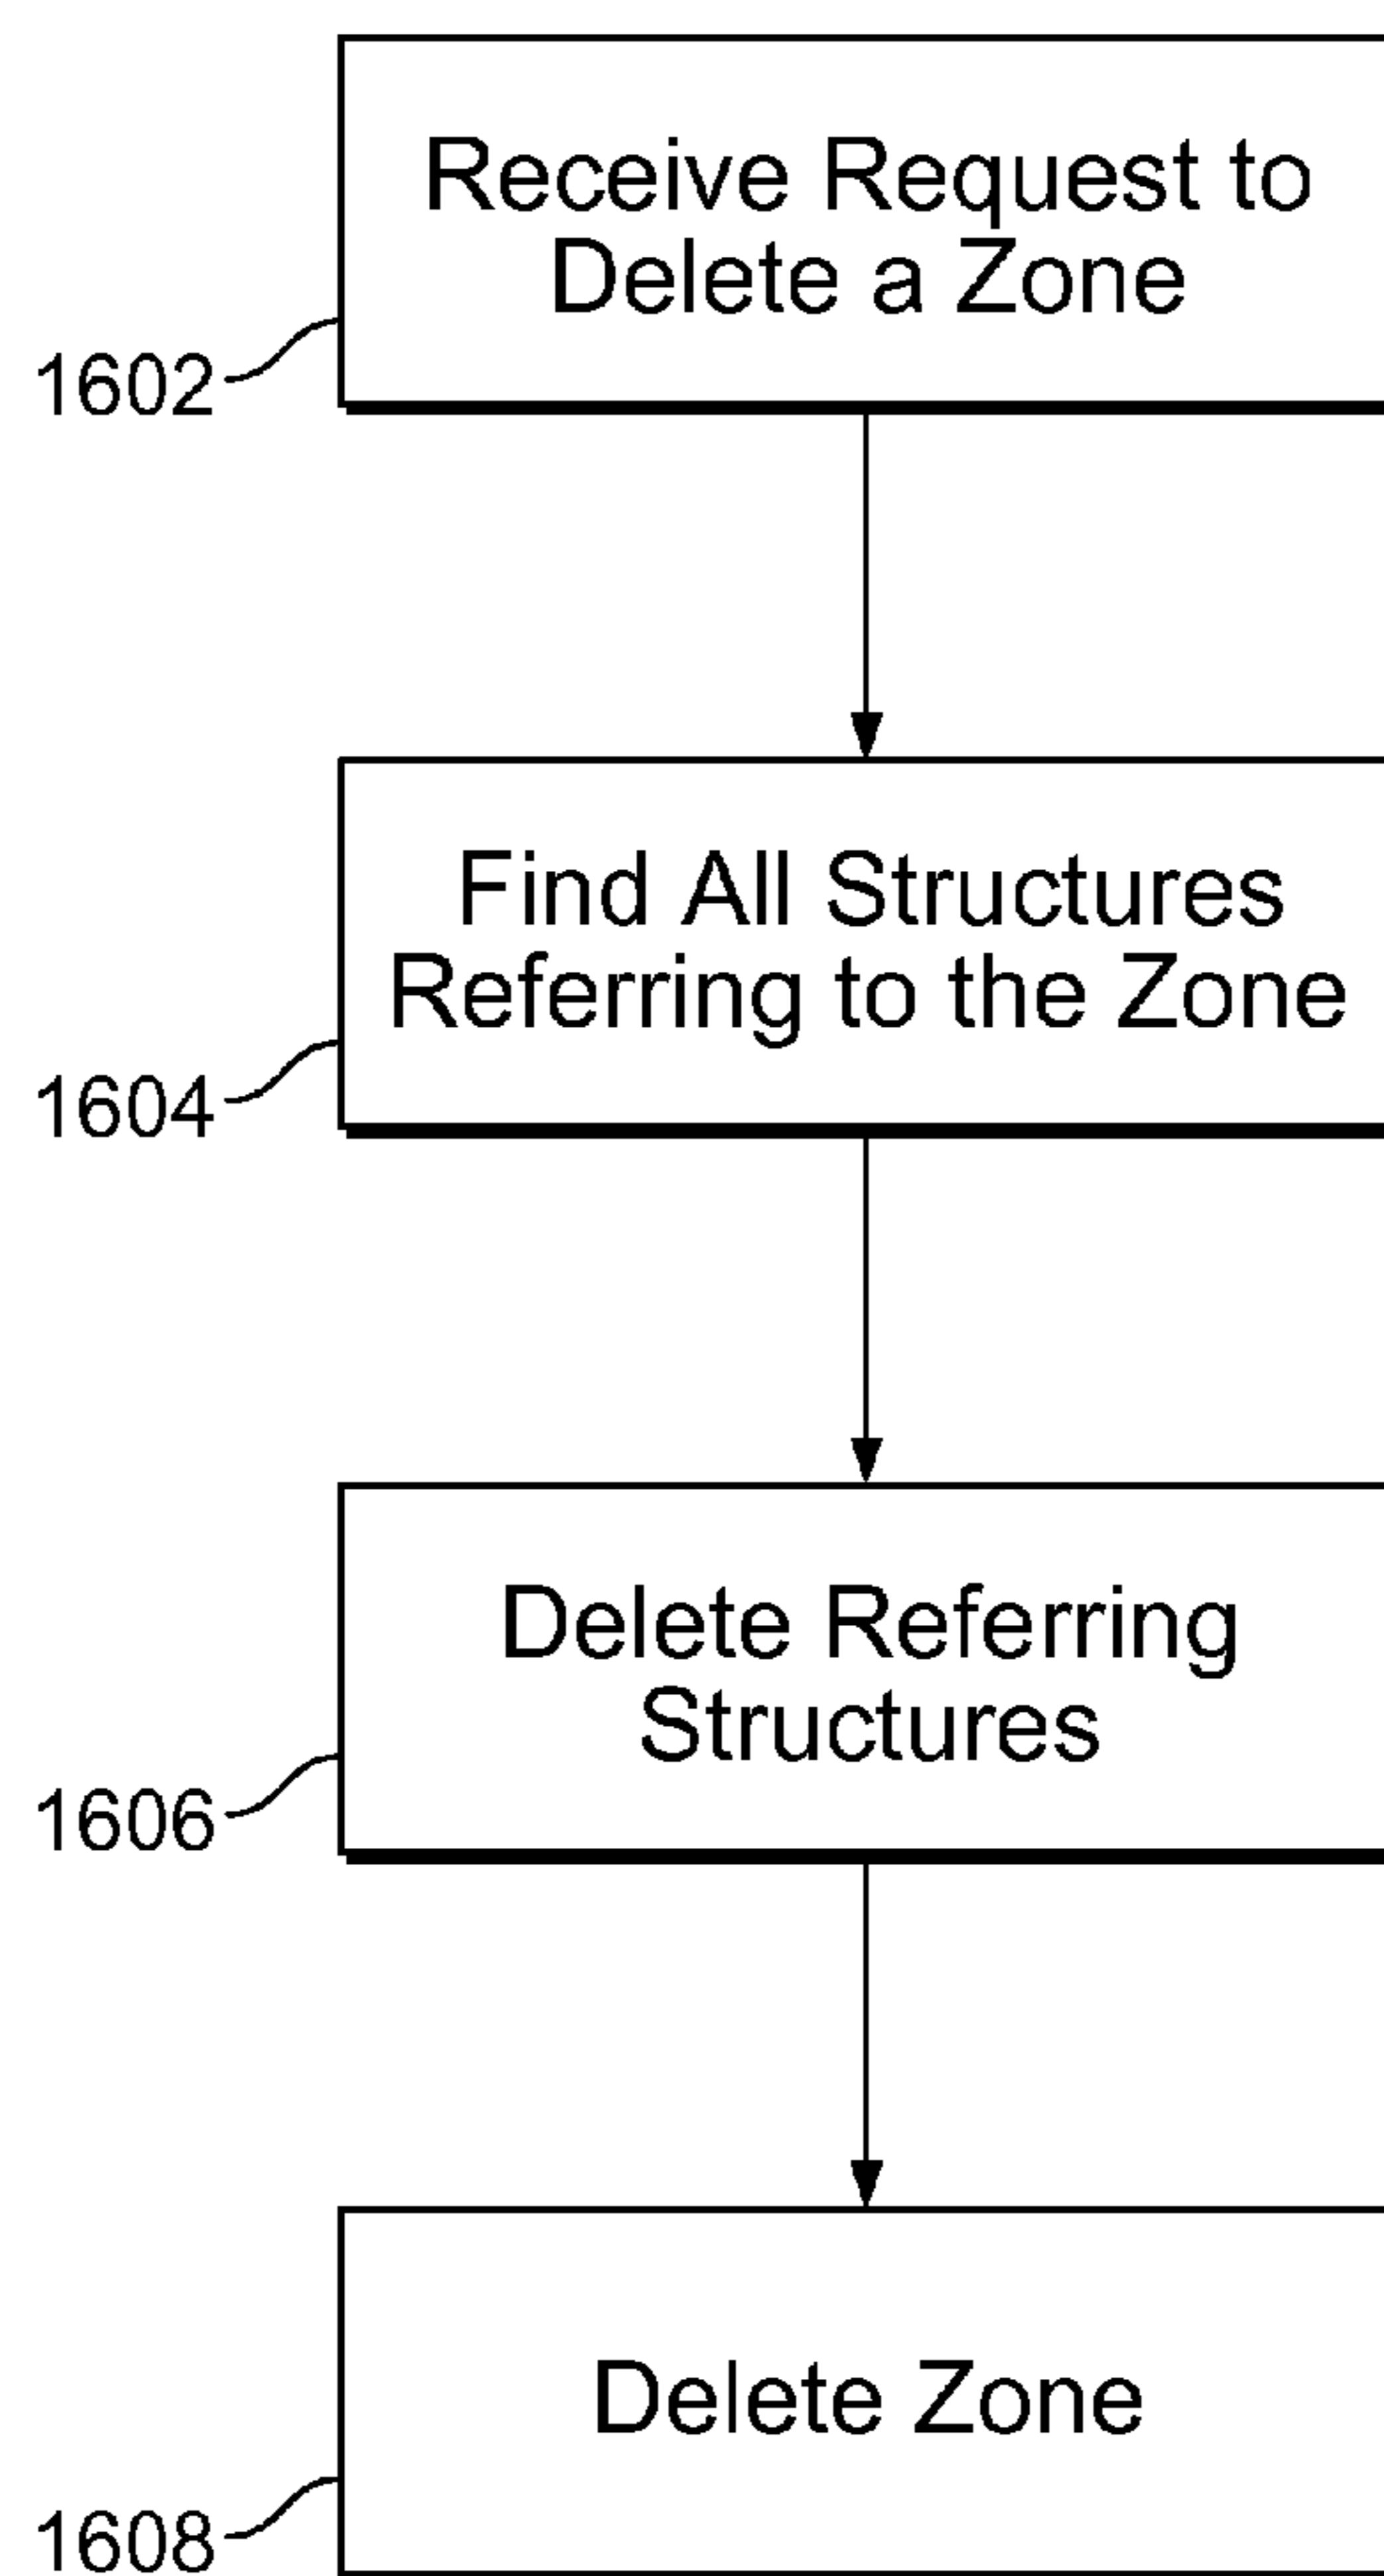 Receive Request to
Delete a Zone
1602
Find All Structures
Referring to the Zone
1604
Delete Referring
Structures
1606
Delete Zone
1608